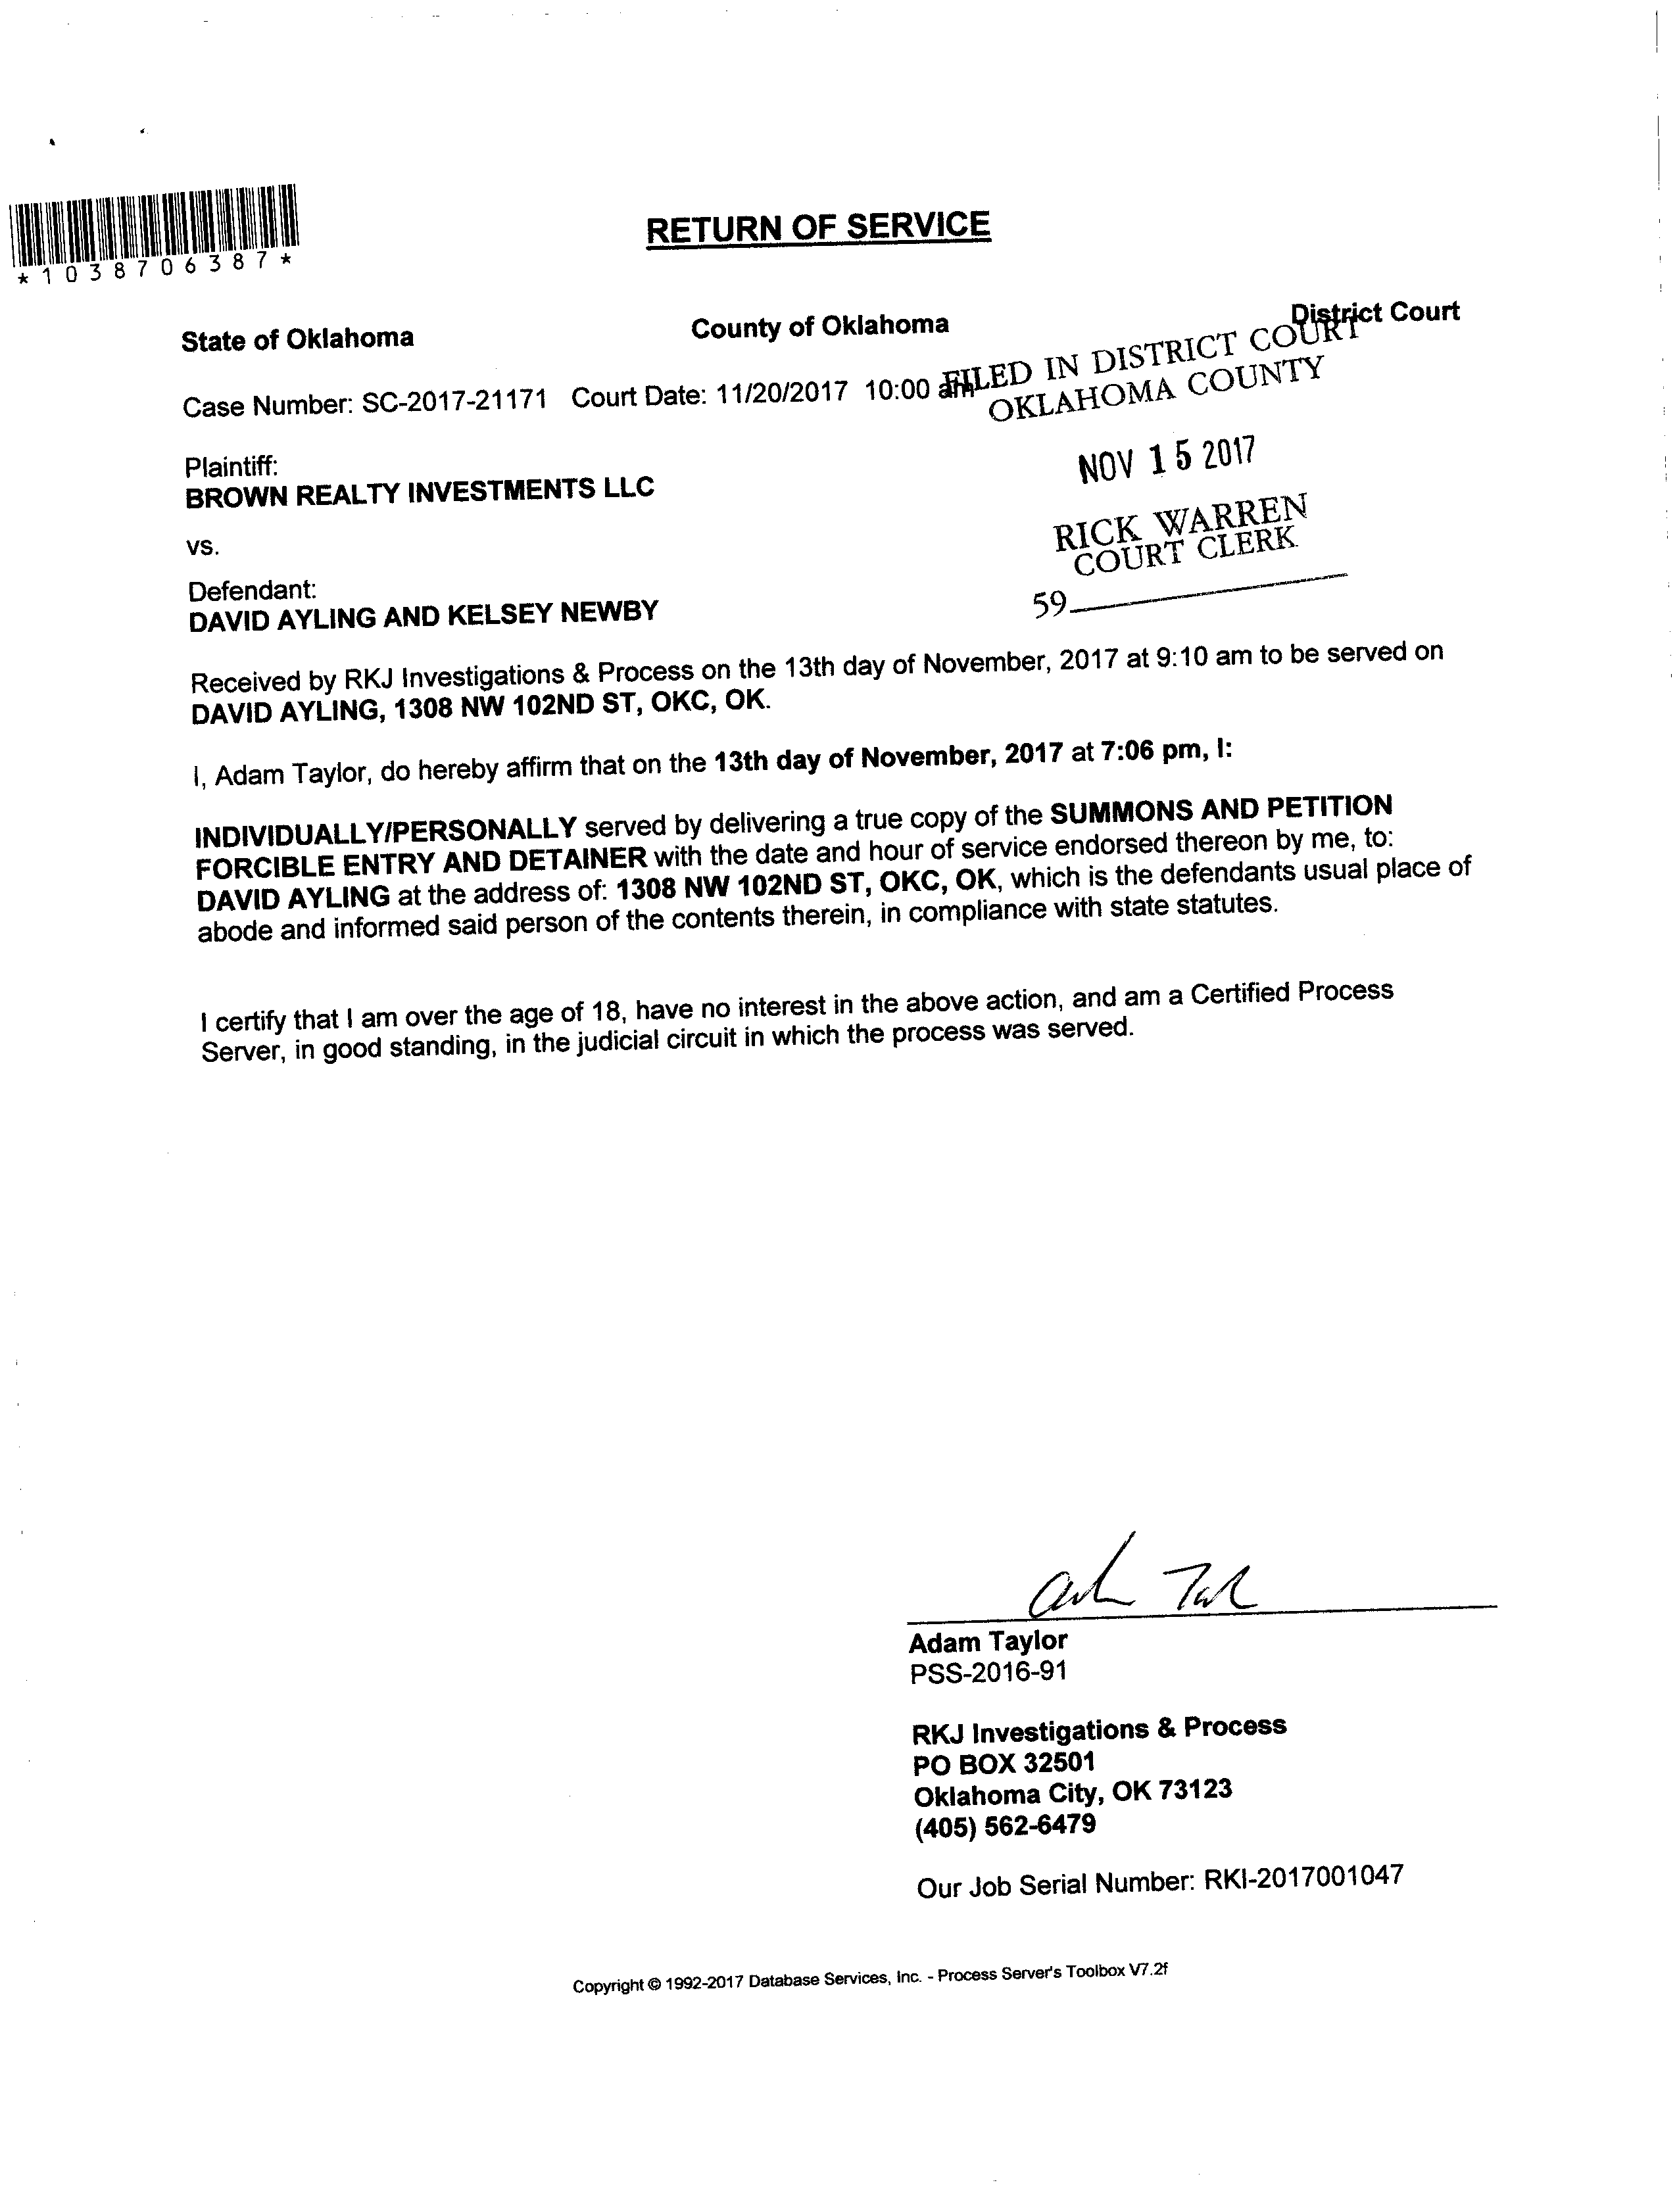 *1038706387*
RETURN OF SERVICE
State of Oklahoma County of Oklahoma District Court
Case Number: SC-2017-21171 Court Date: 11/20/2017 10:00 am
FILED IN DISTRICT COURT
OKLAHOMA COUNTY
NOV 15 2017
RICK WARREN
COURT CLERK
59
Plaintiff:
BROWN REALTY INVESTMENTS LLC
vs.
Defendant:
DAVID AYLING AND KELSEY NEWBY
Received by RKJ Investigations & Process on the 13th day of November, 2017 at 9:10 am to be served on
DAVID AYLING, 1308 NW 102ND ST, OKC, OK.
I, Adam Taylor, do hereby affirm that on the 13th day of November, 2017 at 7:06 pm, I:
INDIVIDUALLY/PERSONALLY served by delivering a true copy of the SUMMONS AND PETITION
FORCIBLE ENTRY AND DETAINER with the date and hour of service endorsed thereon by me, to:
DAVID AYLING at the address of: 1308 NW 102ND ST, OKC, OK, which is the defendants usual place of
abode and informed said person of the contents therein, in compliance with state statutes.
I certify that I am over the age of 18, have no interest in the above action, and am a Certified Process
Server, in good standing, in the judicial circuit in which the process was served.
Adam Taylor
PSS-2016-91
RKJ Investigations & Process
PO BOX 32501
Oklahoma City, OK 73123
(405) 562-6479
Our Job Serial Number: RKI-2017001047
Copyright © 1992-2017 Database Services, Inc. - Process Server's Toolbox V7.2f